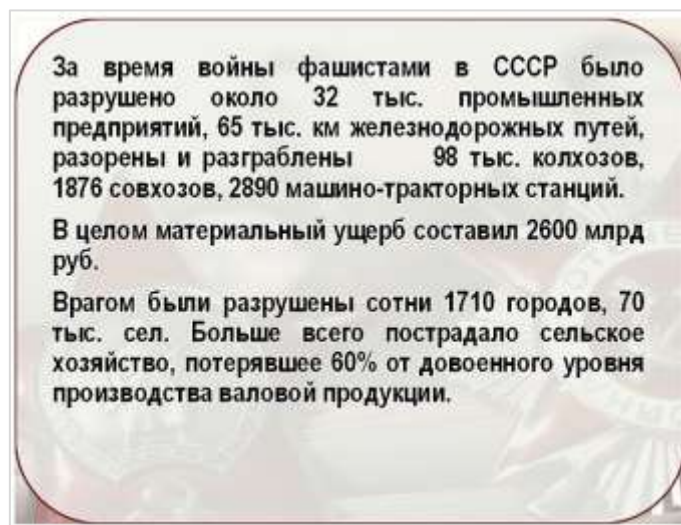 За время войны фашистами в СССР было
разрушено около 32 тыс. промышленных
предприятий, 65 тыс. км железнодорожных путей,
разорены и разграблены 98 тыс. колхозов,
1876 совхозов, 2890 машино-тракторных станций.
В целом материальный ущерб составил 2600 млрд
руб.
Врагом были разрушены сотни 1710 городов, 70
тыс. сел. Больше всего пострадало сельское
хозяйство, потерявшее 60% от довоенного уровня
производства валовой продукции.